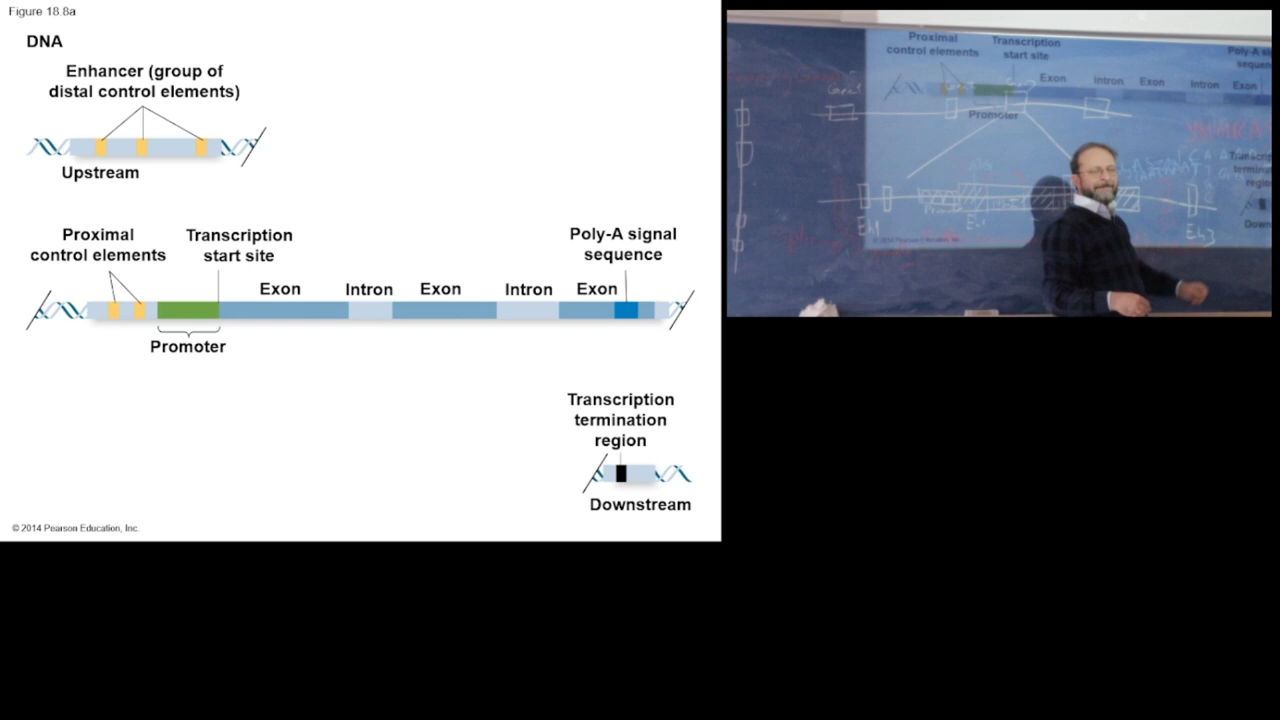 Figure 18.8a
DNA
Enhancer (group of
distal control elements)
Upstream
Proximal
control elements
Transcription
start site
Poly-A signal
sequence
Exon
Intron
Exon
Intron
Exon
Promoter
Transcription
termination
region
Downstream
© 2014 Pearson Education, Inc.
Proximal
control elements
Transcription
start site
Exon
Intron
Exon
Intron
Exon
Promoter